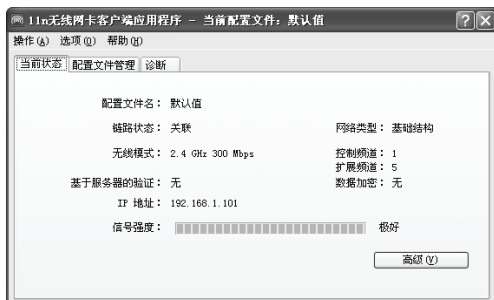 11n无线网卡客户端应用程序 - 当前配置文件: 默认值
操作(A) 选项(O) 帮助(H)
当前状态 配置文件管理 诊断
配置文件名: 默认值
链路状态: 关联 网络类型: 基础结构
无线模式: 2.4 GHz 300 Mbps 控制频道: 1
扩展频道: 5
基于服务器的验证: 无 数据加密: 无
IP 地址: 192.168.1.101
信号强度: 极好
高级(V)